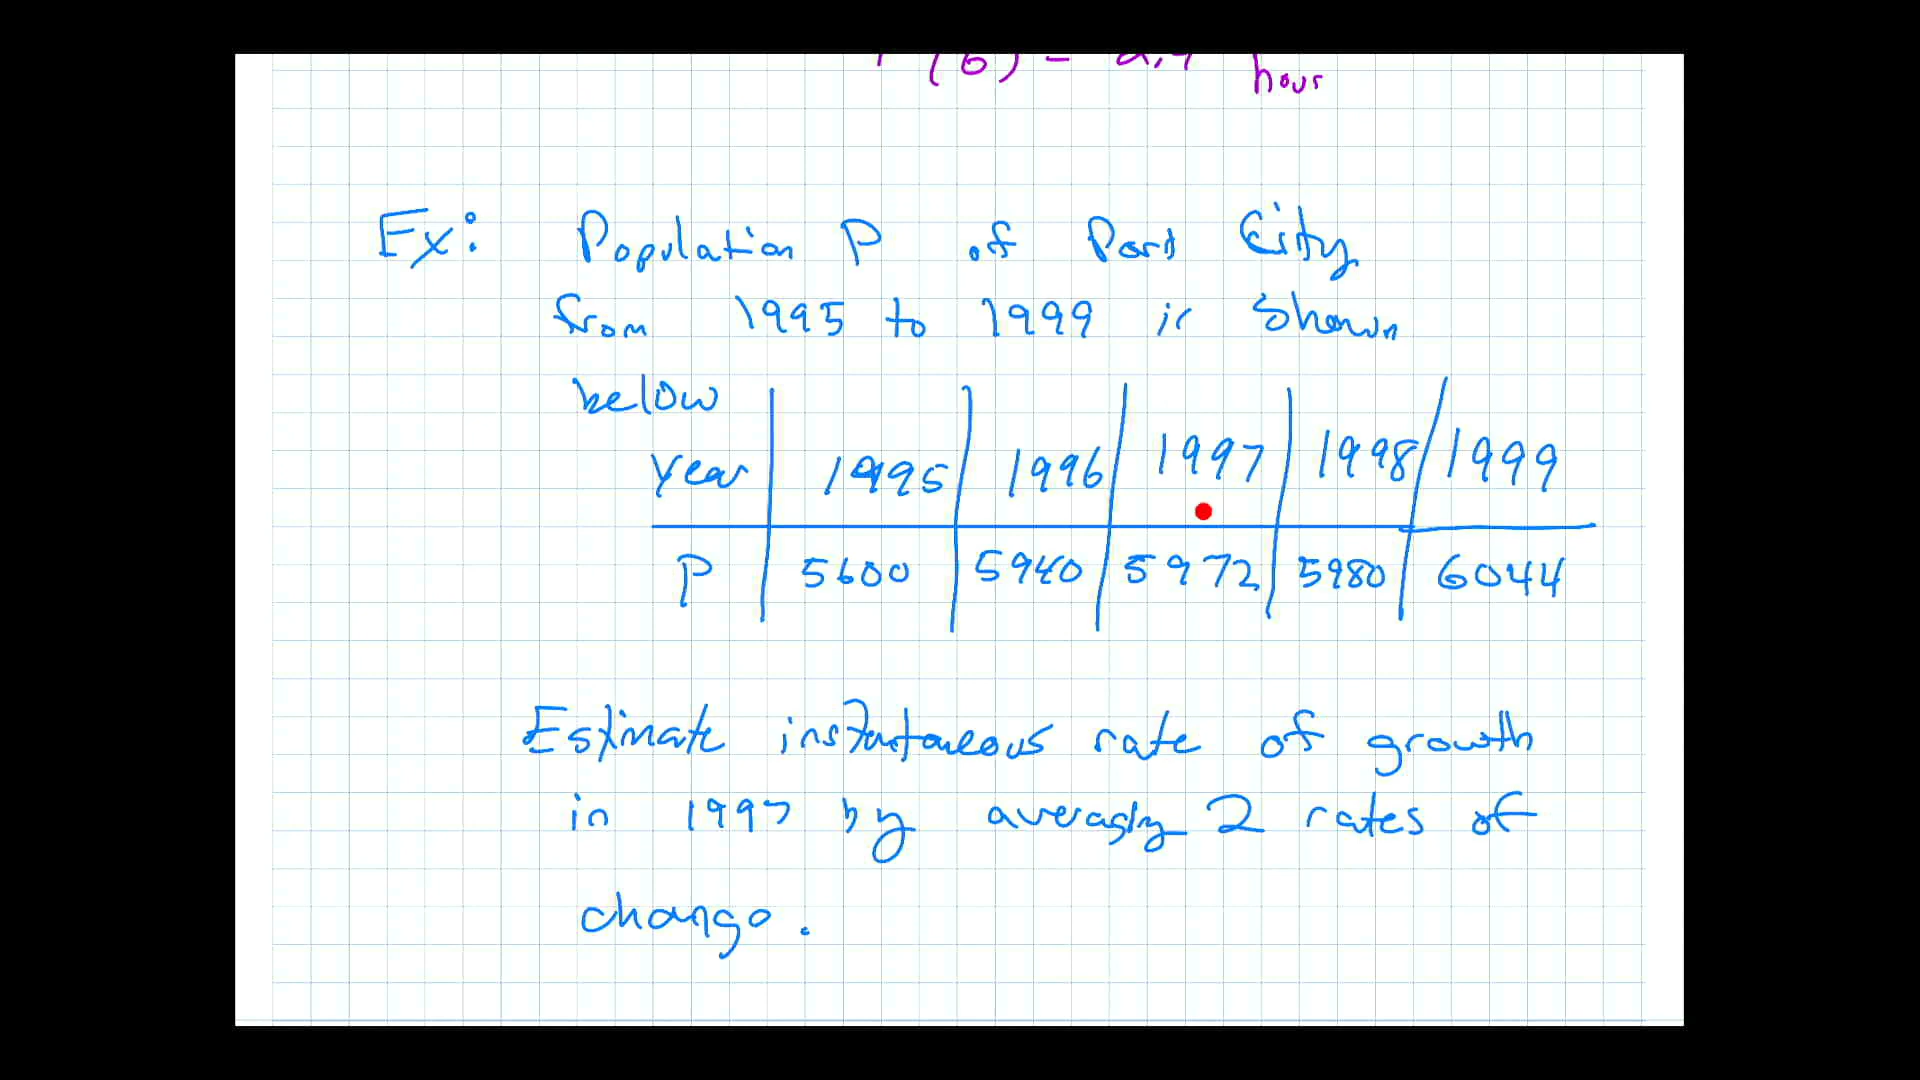 (6) =
hour
Ex: Population P of Port City
from 1995 to 1999 is shown
below
year 1995 1996 1997 1998 1999
P 5600 5940 5972 5980 6044
Estimate instantaneous rate of growth
in 1997 by averaging 2 rates of
change.